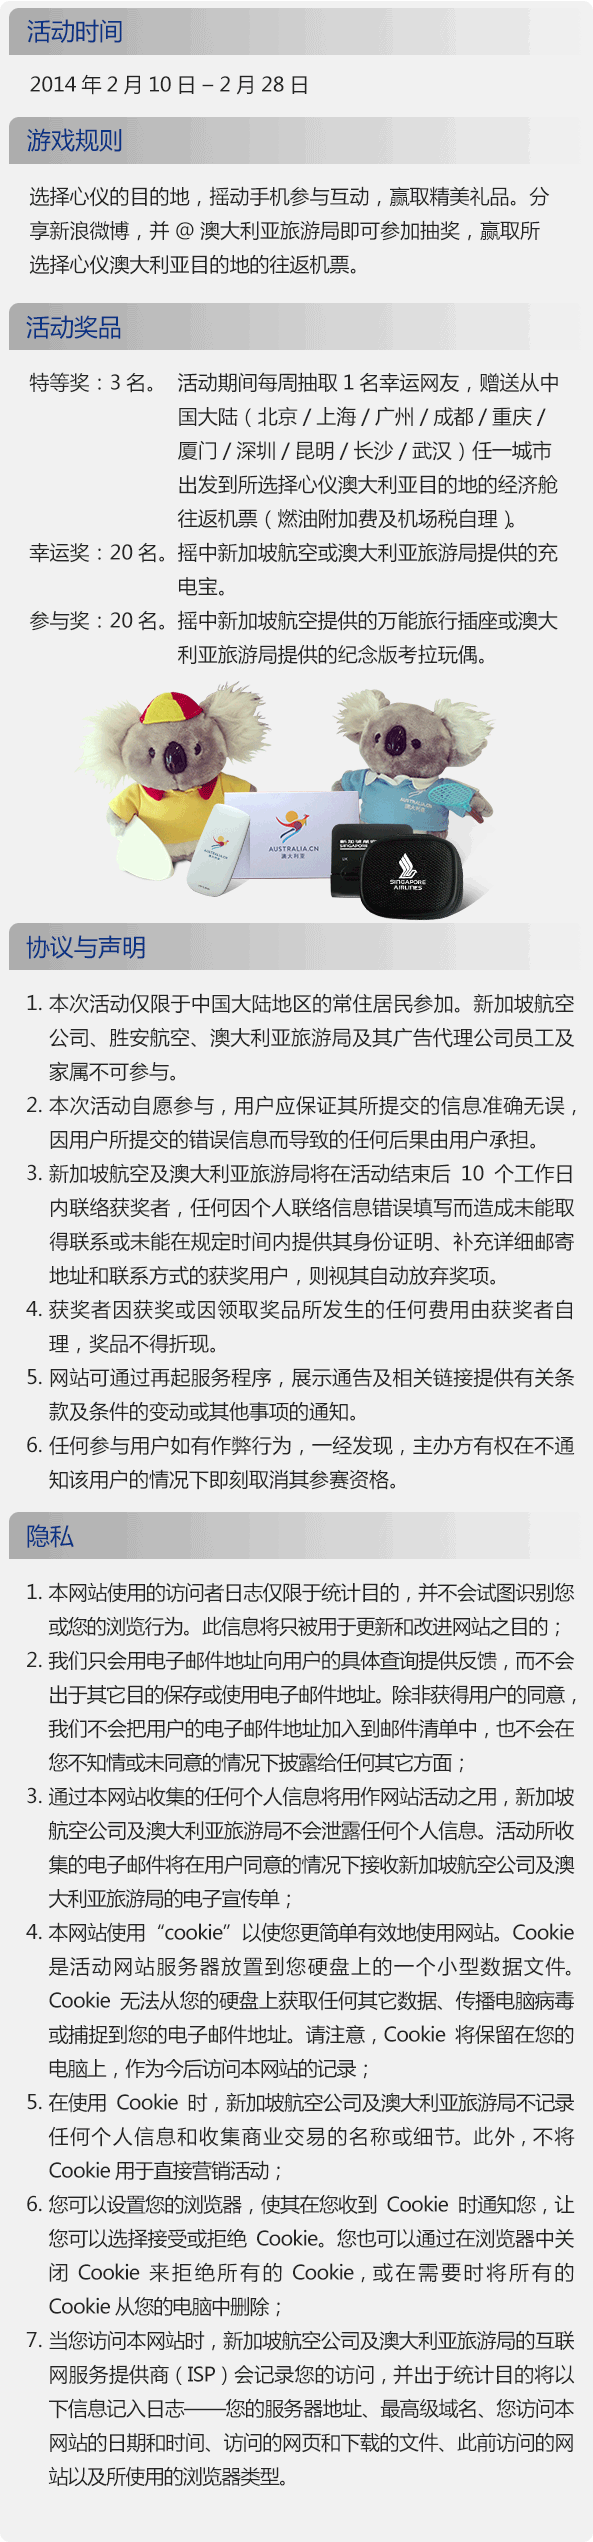 活动时间
2014 年 2 月 10 日 – 2 月 28 日
游戏规则
选择心仪的目的地，摇动手机参与互动，赢取精美礼品。分
享新浪微博，并 @ 澳大利亚旅游局即可参加抽奖，赢取所
选择心仪澳大利亚目的地的往返机票。
活动奖品
特等奖：3 名。 活动期间每周抽取 1 名幸运网友，赠送从中
国大陆（北京 / 上海 / 广州 / 成都 / 重庆 /
厦门 / 深圳 / 昆明 / 长沙 / 武汉）任一城市
出发到所选择心仪澳大利亚目的地的经济舱
往返机票（燃油附加费及机场税自理）。
幸运奖：20 名。摇中新加坡航空或澳大利亚旅游局提供的充
电宝。
参与奖：20 名。摇中新加坡航空提供的万能旅行插座或澳大
利亚旅游局提供的纪念版考拉玩偶。
AUSTRALIA.CN
澳大利亚
AUSTRALIA.CN
澳大利亚
AUSTRALIA.CN
澳大利亚
新加坡航空
SINGAPORE
SINGAPORE
AIRLINES
协议与声明
1. 本次活动仅限于中国大陆地区的常住居民参加。新加坡航空
公司、胜安航空、澳大利亚旅游局及其广告代理公司员工及
家属不可参与。
2. 本次活动自愿参与，用户应保证其所提交的信息准确无误，
因用户所提交的错误信息而导致的任何后果由用户承担。
3. 新加坡航空及澳大利亚旅游局将在活动结束后 10 个工作日
内联络获奖者，任何因个人联络信息错误填写而造成未能取
得联系或未能在规定时间内提供其身份证明、补充详细邮寄
地址和联系方式的获奖用户，则视其自动放弃奖项。
4. 获奖者因获奖或因领取奖品所发生的任何费用由获奖者自
理，奖品不得折现。
5. 网站可通过再起服务程序，展示通告及相关链接提供有关条
款及条件的变动或其他事项的通知。
6. 任何参与用户如有作弊行为，一经发现，主办方有权在不通
知该用户的情况下即刻取消其参赛资格。
隐私
1. 本网站使用的访问者日志仅限于统计目的，并不会试图识别您
或您的浏览行为。此信息将只被用于更新和改进网站之目的；
2. 我们只会用电子邮件地址向用户的具体查询提供反馈，而不会
出于其它目的保存或使用电子邮件地址。除非获得用户的同意，
我们不会把用户的电子邮件地址加入到邮件清单中，也不会在
您不知情或未同意的情况下披露给任何其它方面；
3. 通过本网站收集的任何个人信息将用作网站活动之用，新加坡
航空公司及澳大利亚旅游局不会泄露任何个人信息。活动所收
集的电子邮件将在用户同意的情况下接收新加坡航空公司及澳
大利亚旅游局的电子宣传单；
4. 本网站使用“cookie”以使您更简单有效地使用网站。Cookie
是活动网站服务器放置到您硬盘上的一个小型数据文件。
Cookie 无法从您的硬盘上获取任何其它数据、传播电脑病毒
或捕捉到您的电子邮件地址。请注意，Cookie 将保留在您的
电脑上，作为今后访问本网站的记录；
5. 在使用 Cookie 时，新加坡航空公司及澳大利亚旅游局不记录
任何个人信息和收集商业交易的名称或细节。此外，不将
Cookie 用于直接营销活动；
6. 您可以设置您的浏览器，使其在您收到 Cookie 时通知您，让
您可以选择接受或拒绝 Cookie。您也可以通过在浏览器中关
闭 Cookie 来拒绝所有的 Cookie，或在需要时将所有的
Cookie 从您的电脑中删除；
7. 当您访问本网站时，新加坡航空公司及澳大利亚旅游局的互联
网服务提供商（ISP）会记录您的访问，并出于统计目的将以
下信息记入日志——您的服务器地址、最高级域名、您访问本
网站的日期和时间、访问的网页和下载的文件、此前访问的网
站以及所使用的浏览器类型。